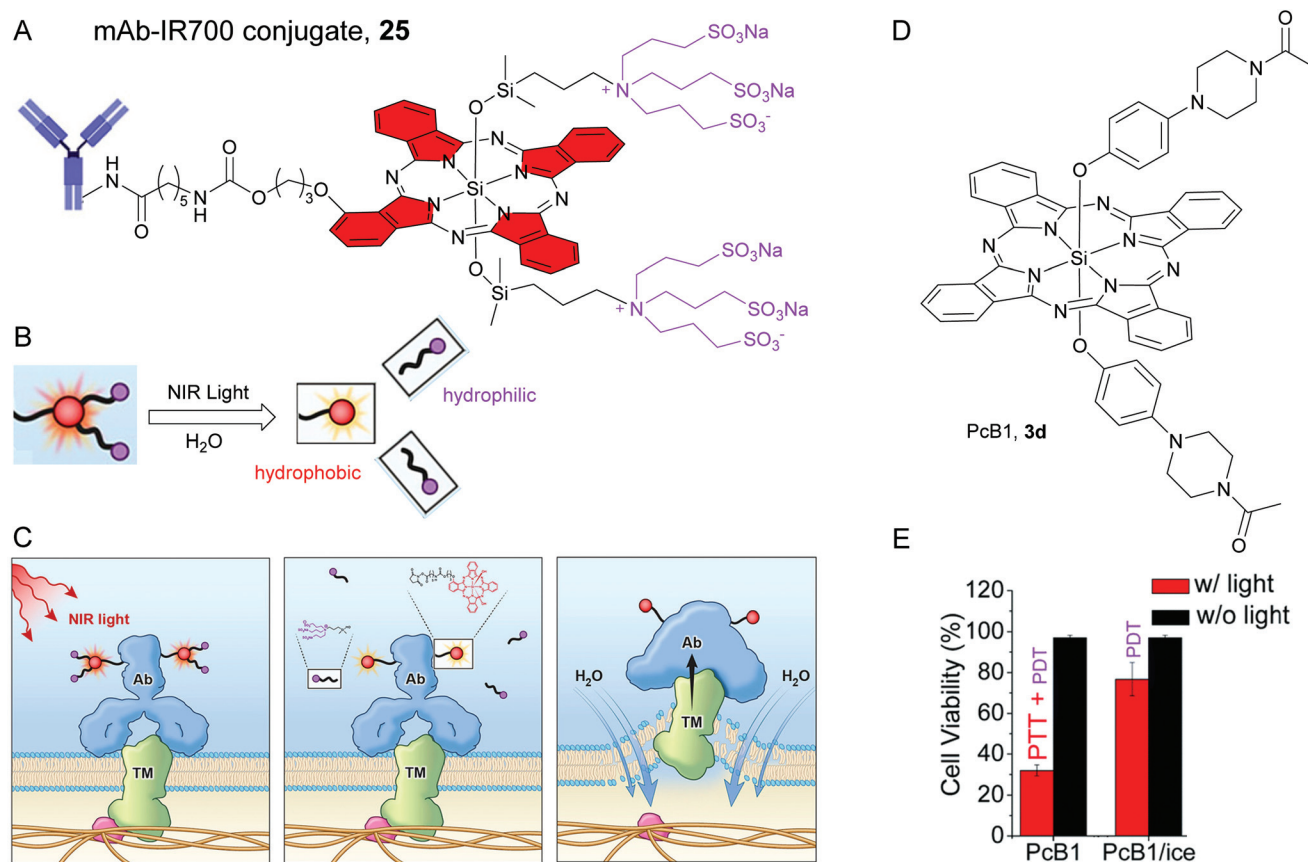 A
mAb-IR700 conjugate, 25
SO3Na
SO3Na
SO3-
N
+
Si
O
H
N
O
( )5
N
H
O
O
( )3
O
N
N
N
N
Si
N
N
N
N
O
Si
N
+
SO3Na
SO3Na
SO3-
B
NIR Light
H2O
hydrophilic
hydrophobic
C
NIR light
Ab
TM
Ab
TM
H2O
Ab
H2O
TM
D
O
N
N
O
N
N
N
N
Si
N
N
N
N
O
N
N
O
PcB1, 3d
E
w/ light
w/o light
Cell Viability (%)
120
100
80
60
40
20
0
PTT + PDT
PDT
PcB1
PcB1/ice